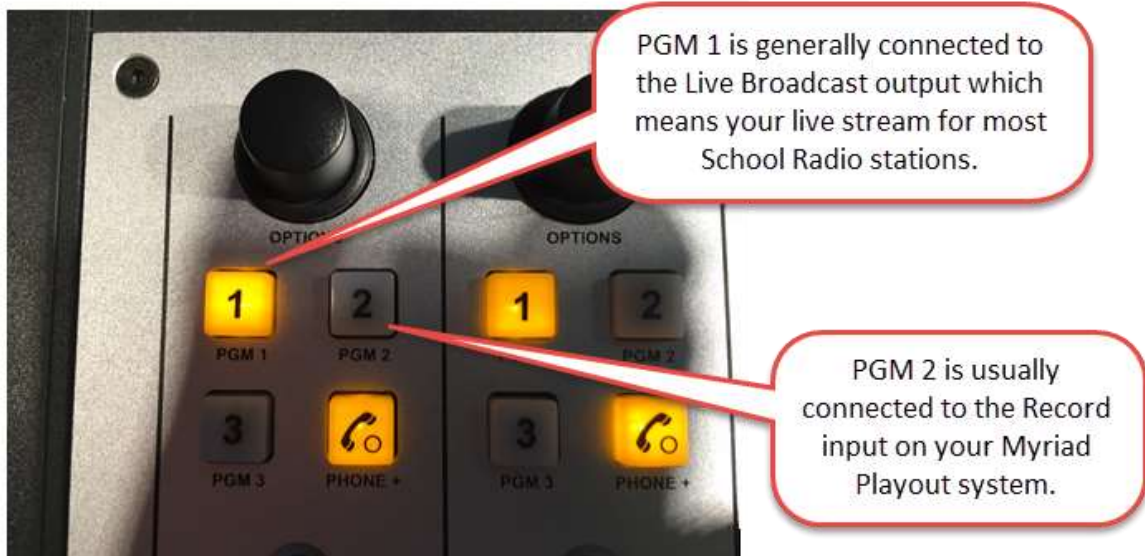 PGM 1 is generally connected to
the Live Broadcast output which
means your live stream for most
School Radio stations.
OPTIONS
1
2
PGM 1
PGM 2
3
PGM 3
PHONE +
1
2
PGM 2
3
PGM 3
PHONE +
PGM 2 is usually
connected to the Record
input on your Myriad
Playout system.